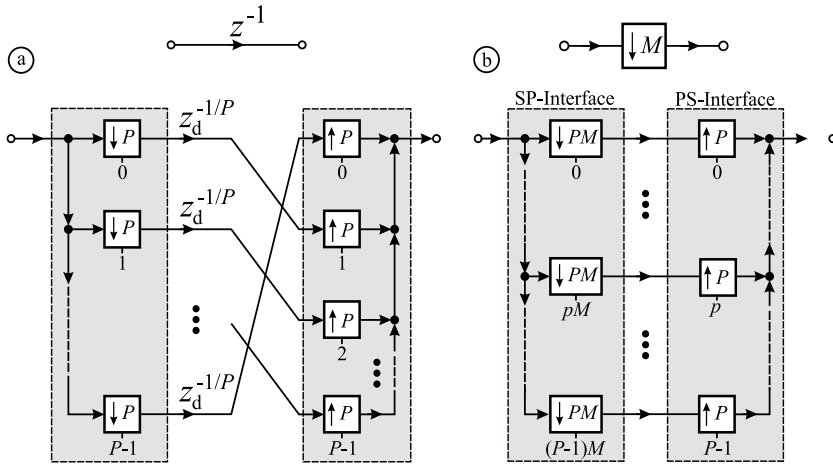 z^{-1}
a
z_d^{-1/P}
↓ P
0
↑ P
0
z_d^{-1/P}
↓ P
1
↑ P
1
↑ P
2
z_d^{-1/P}
↓ P
P-1
↑ P
P-1
b
↓ M
SP-Interface
PS-Interface
↓ PM
0
↑ P
0
↓ PM
pM
↑ P
p
↓ PM
(P-1)M
↑ P
P-1